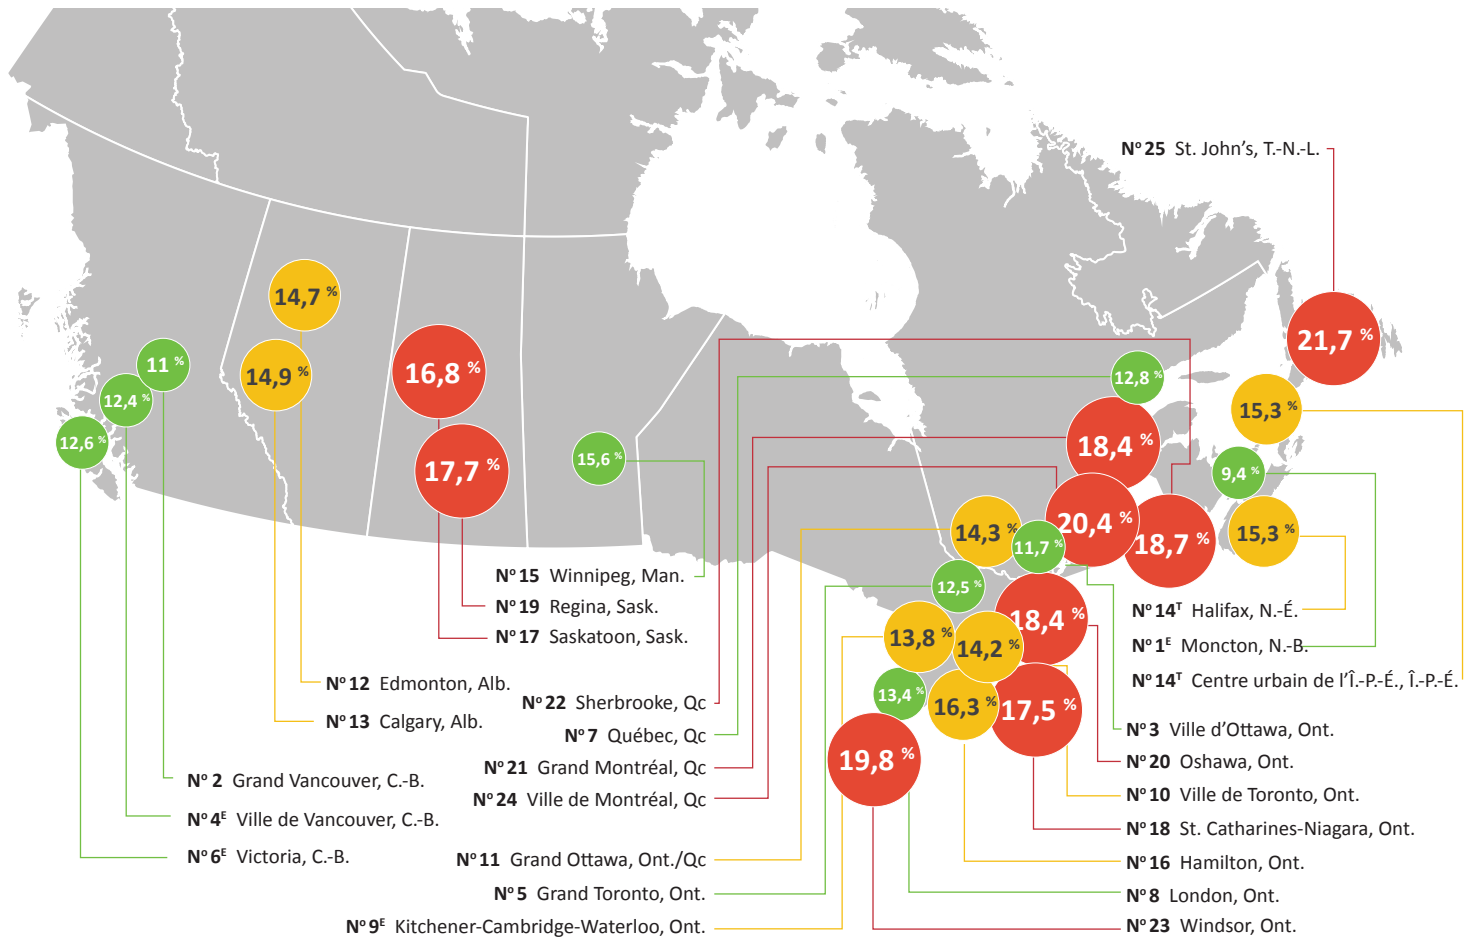 Nº 25 St. John's, T.-N.-L.
14,7 %
21,7 %
11 %
14,9 %
16,8 %
12,8 %
12,4 %
15,3 %
12,6 %
17,7 %
15,6 %
18,4 %
9,4 %
14,3 %
11,7 %
20,4 %
18,7 %
15,3 %
12,5 %
Nº 15 Winnipeg, Man.
Nº 19 Regina, Sask.
Nº 17 Saskatoon, Sask.
13,8 %
14,2 %
18,4 %
Nº 14ᵀ Halifax, N.-É.
Nº 1ᴱ Moncton, N.-B.
Nº 14ᵀ Centre urbain de l'Î.-P.-É., Î.-P.-É.
13,4 %
16,3 %
17,5 %
19,8 %
Nº 12 Edmonton, Alb.
Nº 13 Calgary, Alb.
Nº 22 Sherbrooke, Qc
Nº 7 Québec, Qc
Nº 21 Grand Montréal, Qc
Nº 24 Ville de Montréal, Qc
Nº 2 Grand Vancouver, C.-B.
Nº 4ᴱ Ville de Vancouver, C.-B.
Nº 6ᴱ Victoria, C.-B.
Nº 11 Grand Ottawa, Ont./Qc
Nº 5 Grand Toronto, Ont.
Nº 9ᴱ Kitchener-Cambridge-Waterloo, Ont.
Nº 3 Ville d'Ottawa, Ont.
Nº 20 Oshawa, Ont.
Nº 10 Ville de Toronto, Ont.
Nº 18 St. Catharines-Niagara, Ont.
Nº 16 Hamilton, Ont.
Nº 8 London, Ont.
Nº 23 Windsor, Ont.